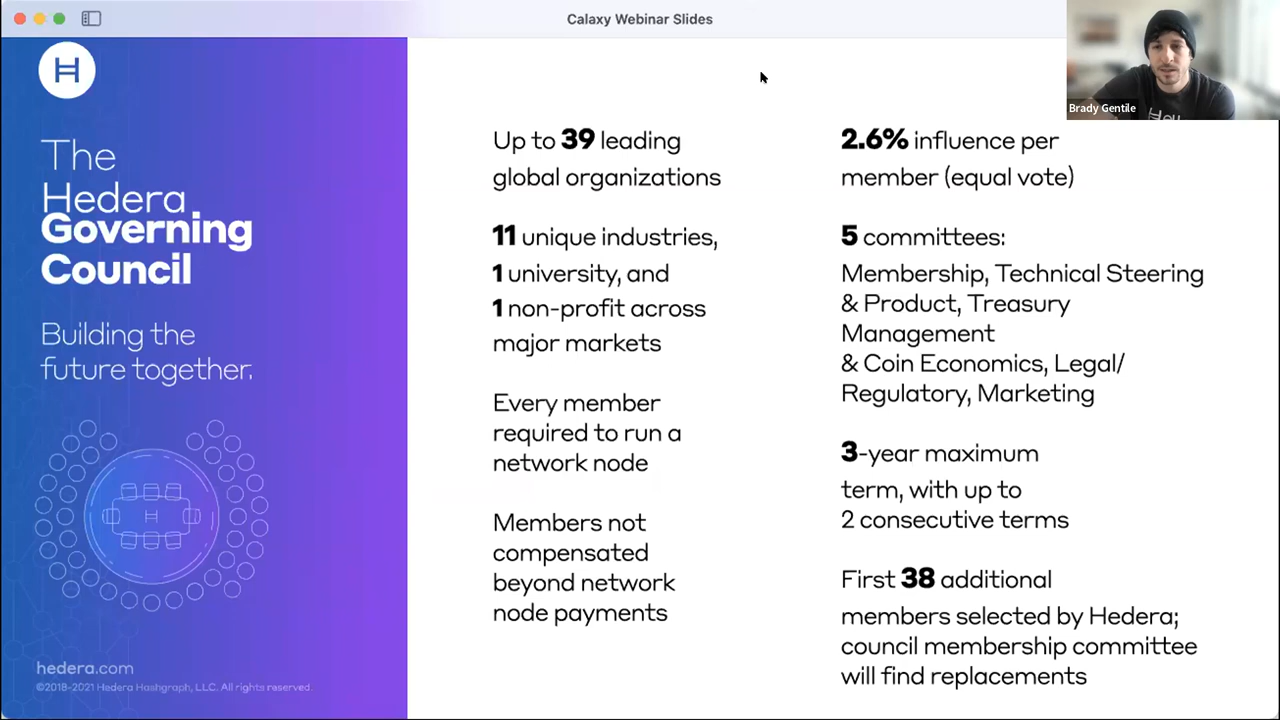 Calaxy Webinar Slides
Brady Gentile
H
The
Hedera
Governing
Council
Building the
future together.
H
hedera.com
©2018-2021 Hedera Hashgraph, LLC. All rights reserved.
Up to 39 leading
global organizations
11 unique industries,
1 university, and
1 non-profit across
major markets
Every member
required to run a
network node
Members not
compensated
beyond network
node payments
2.6% influence per
member (equal vote)
5 committees:
Membership, Technical Steering
& Product, Treasury
Management
& Coin Economics, Legal/
Regulatory, Marketing
3-year maximum
term, with up to
2 consecutive terms
First 38 additional
members selected by Hedera;
council membership committee
will find replacements